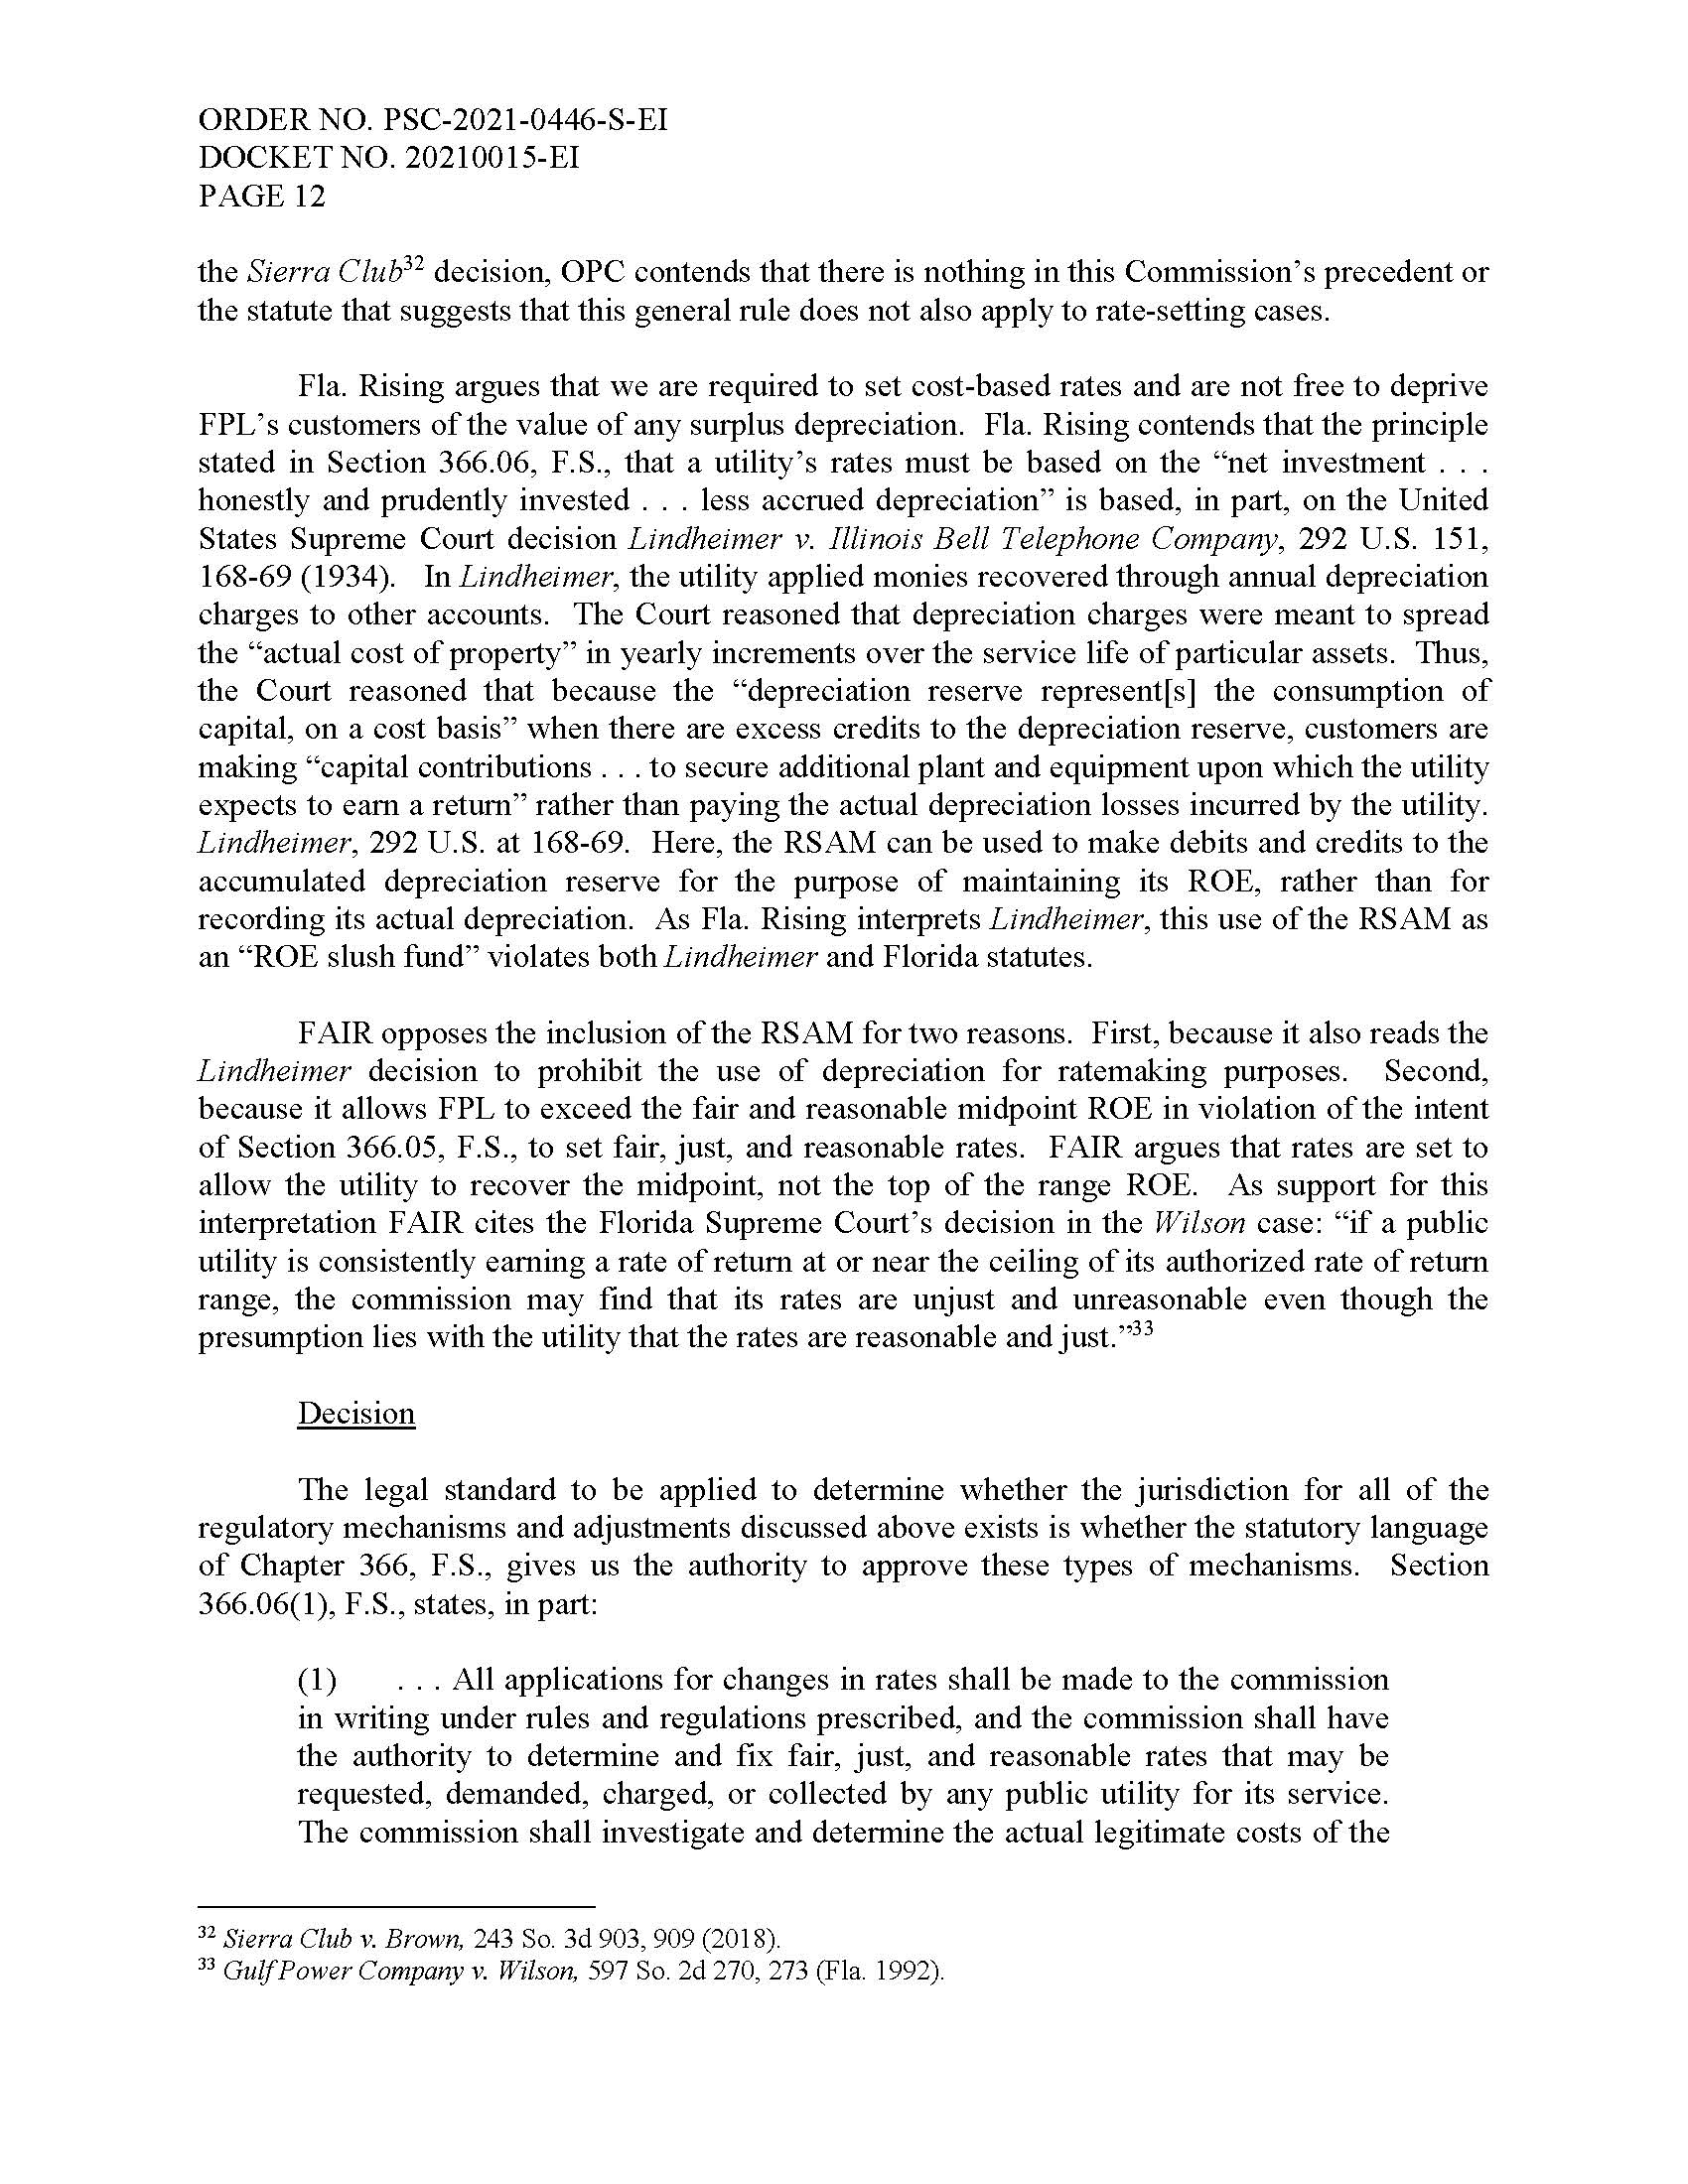 ORDER NO. PSC-2021-0446-S-EI
DOCKET NO. 20210015-EI
PAGE 12
the Sierra Club32 decision, OPC contends that there is nothing in this Commission’s precedent or
the statute that suggests that this general rule does not also apply to rate-setting cases.
Fla. Rising argues that we are required to set cost-based rates and are not free to deprive
FPL’s customers of the value of any surplus depreciation. Fla. Rising contends that the principle
stated in Section 366.06, F.S., that a utility’s rates must be based on the “net investment . . .
honestly and prudently invested . . . less accrued depreciation” is based, in part, on the United
States Supreme Court decision Lindheimer v. Illinois Bell Telephone Company, 292 U.S. 151,
168-69 (1934). In Lindheimer, the utility applied monies recovered through annual depreciation
charges to other accounts. The Court reasoned that depreciation charges were meant to spread
the “actual cost of property” in yearly increments over the service life of particular assets. Thus,
the Court reasoned that because the “depreciation reserve represent[s] the consumption of
capital, on a cost basis” when there are excess credits to the depreciation reserve, customers are
making “capital contributions . . . to secure additional plant and equipment upon which the utility
expects to earn a return” rather than paying the actual depreciation losses incurred by the utility.
Lindheimer, 292 U.S. at 168-69. Here, the RSAM can be used to make debits and credits to the
accumulated depreciation reserve for the purpose of maintaining its ROE, rather than for
recording its actual depreciation. As Fla. Rising interprets Lindheimer, this use of the RSAM as
an “ROE slush fund” violates both Lindheimer and Florida statutes.
FAIR opposes the inclusion of the RSAM for two reasons. First, because it also reads the
Lindheimer decision to prohibit the use of depreciation for ratemaking purposes. Second,
because it allows FPL to exceed the fair and reasonable midpoint ROE in violation of the intent
of Section 366.05, F.S., to set fair, just, and reasonable rates. FAIR argues that rates are set to
allow the utility to recover the midpoint, not the top of the range ROE. As support for this
interpretation FAIR cites the Florida Supreme Court’s decision in the Wilson case: “if a public
utility is consistently earning a rate of return at or near the ceiling of its authorized rate of return
range, the commission may find that its rates are unjust and unreasonable even though the
presumption lies with the utility that the rates are reasonable and just.”33
Decision
The legal standard to be applied to determine whether the jurisdiction for all of the
regulatory mechanisms and adjustments discussed above exists is whether the statutory language
of Chapter 366, F.S., gives us the authority to approve these types of mechanisms. Section
366.06(1), F.S., states, in part:
(1) . . . All applications for changes in rates shall be made to the commission
in writing under rules and regulations prescribed, and the commission shall have
the authority to determine and fix fair, just, and reasonable rates that may be
requested, demanded, charged, or collected by any public utility for its service.
The commission shall investigate and determine the actual legitimate costs of the
32 Sierra Club v. Brown, 243 So. 3d 903, 909 (2018).
33 Gulf Power Company v. Wilson, 597 So. 2d 270, 273 (Fla. 1992).